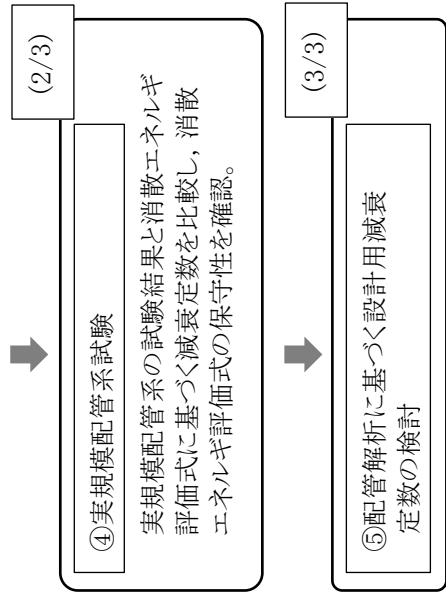 (2/3)
④実規模配管系試験
実規模配管系の試験結果と消散エネルギ
評価式に基づく減衰定数を比較し，消散
エネルギ評価式の保守性を確認。
(3/3)
⑤配管解析に基づく設計用減衰
定数の検討